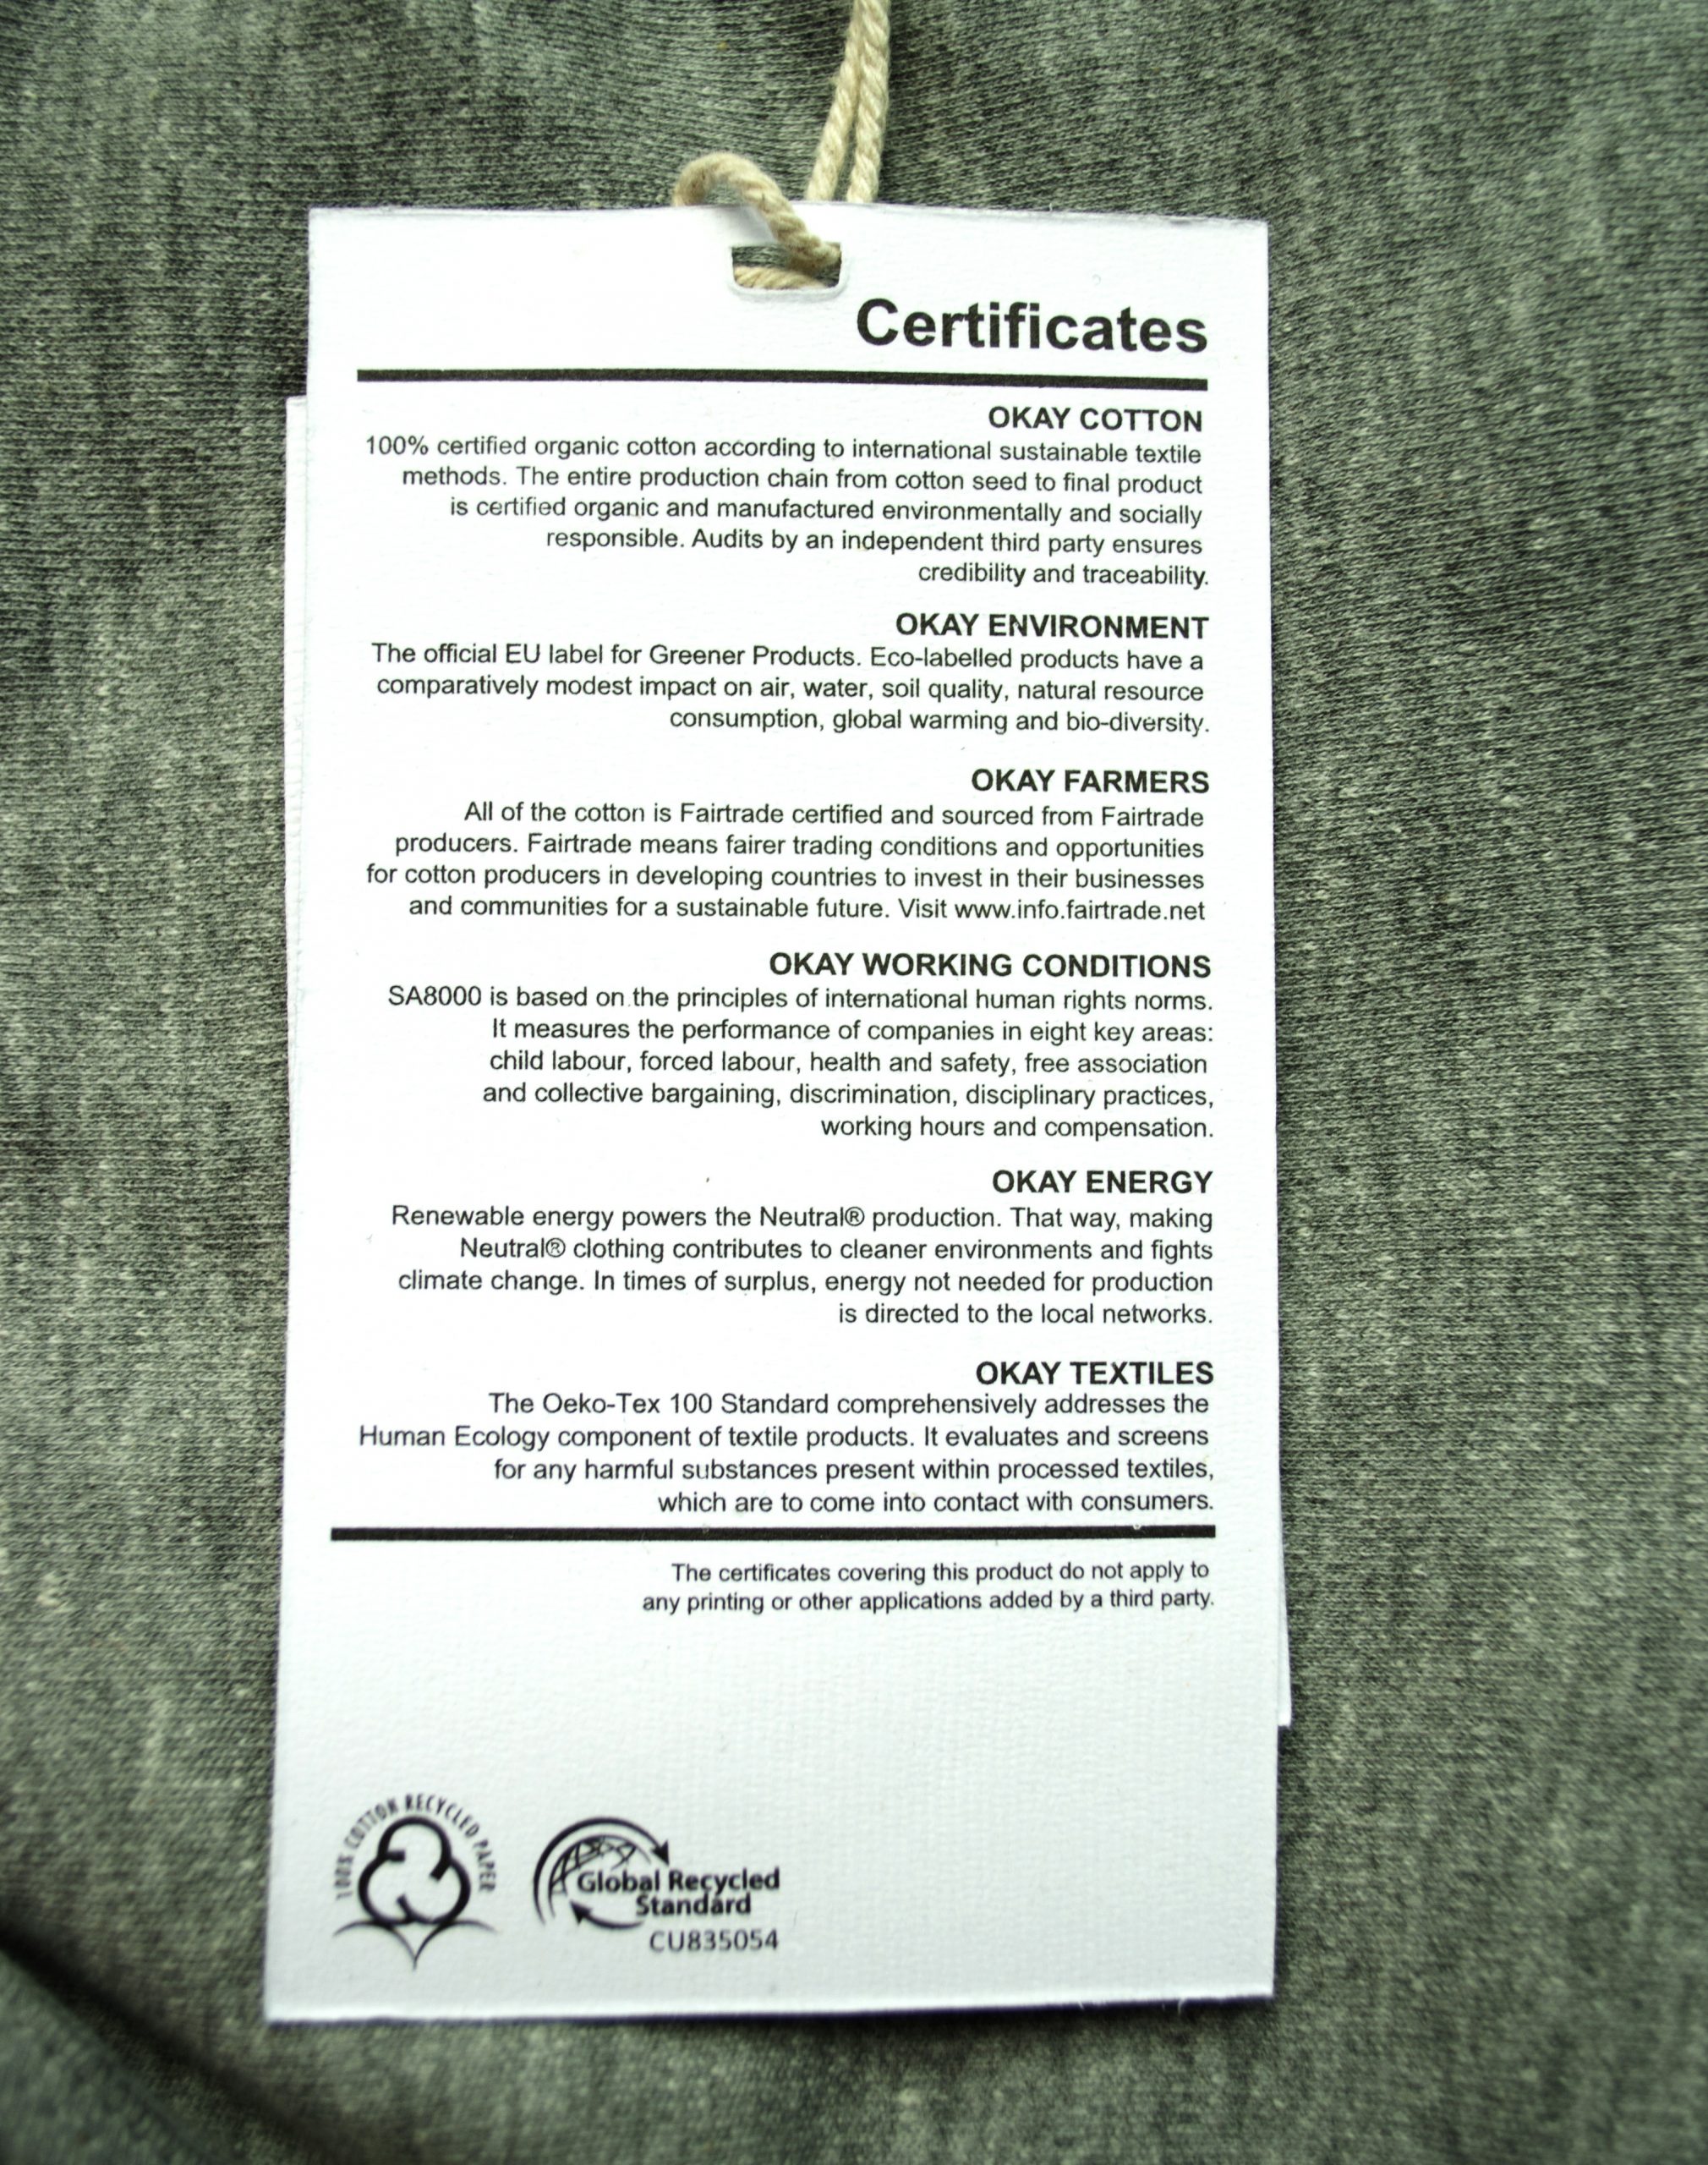 Certificates
OKAY COTTON
100% certified organic cotton according to international sustainable textile
methods. The entire production chain from cotton seed to final product
is certified organic and manufactured environmentally and socially
responsible. Audits by an independent third party ensures
credibility and traceability.
OKAY ENVIRONMENT
The official EU label for Greener Products. Eco-labelled products have a
comparatively modest impact on air, water, soil quality, natural resource
consumption, global warming and bio-diversity.
OKAY FARMERS
All of the cotton is Fairtrade certified and sourced from Fairtrade
producers. Fairtrade means fairer trading conditions and opportunities
for cotton producers in developing countries to invest in their businesses
and communities for a sustainable future. Visit www.info.fairtrade.net
OKAY WORKING CONDITIONS
SA8000 is based on the principles of international human rights norms.
It measures the performance of companies in eight key areas:
child labour, forced labour, health and safety, free association
and collective bargaining, discrimination, disciplinary practices,
working hours and compensation.
OKAY ENERGY
Renewable energy powers the Neutral® production. That way, making
Neutral® clothing contributes to cleaner environments and fights
climate change. In times of surplus, energy not needed for production
is directed to the local networks.
OKAY TEXTILES
The Oeko-Tex 100 Standard comprehensively addresses the
Human Ecology component of textile products. It evaluates and screens
for any harmful substances present within processed textiles,
which are to come into contact with consumers.
The certificates covering this product do not apply to
any printing or other applications added by a third party.
100% COTTON RECYCLED PAPER
Global Recycled
Standard
CU835054